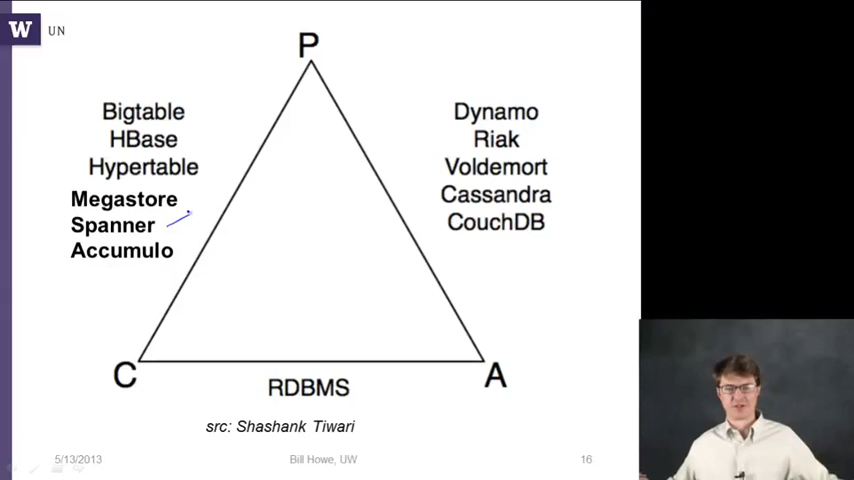 W UN
P
Bigtable
HBase
Hypertable
Megastore
Spanner
Accumulo
Dynamo
Riak
Voldemort
Cassandra
CouchDB
C
A
RDBMS
src: Shashank Tiwari
5/13/2013
Bill Howe, UW
16